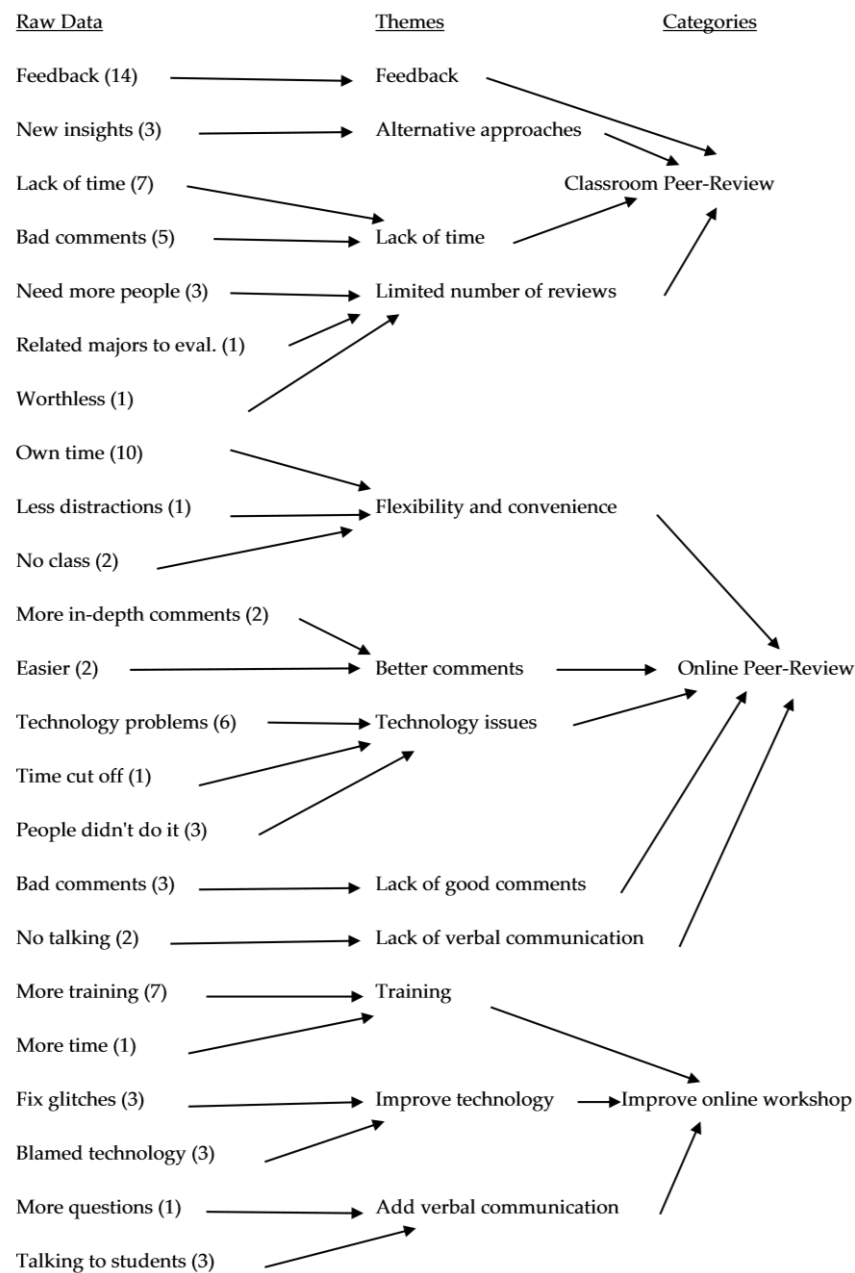 Raw Data Themes Categories
Feedback (14) Feedback
New insights (3) Alternative approaches
Lack of time (7) Classroom Peer-Review
Bad comments (5) Lack of time
Need more people (3) Limited number of reviews
Related majors to eval. (1)
Worthless (1)
Own time (10)
Less distractions (1) Flexibility and convenience
No class (2)
More in-depth comments (2)
Easier (2) Better comments Online Peer-Review
Technology problems (6) Technology issues
Time cut off (1)
People didn't do it (3)
Bad comments (3) Lack of good comments
No talking (2) Lack of verbal communication
More training (7) Training
More time (1)
Fix glitches (3) Improve technology Improve online workshop
Blamed technology (3)
More questions (1) Add verbal communication
Talking to students (3)